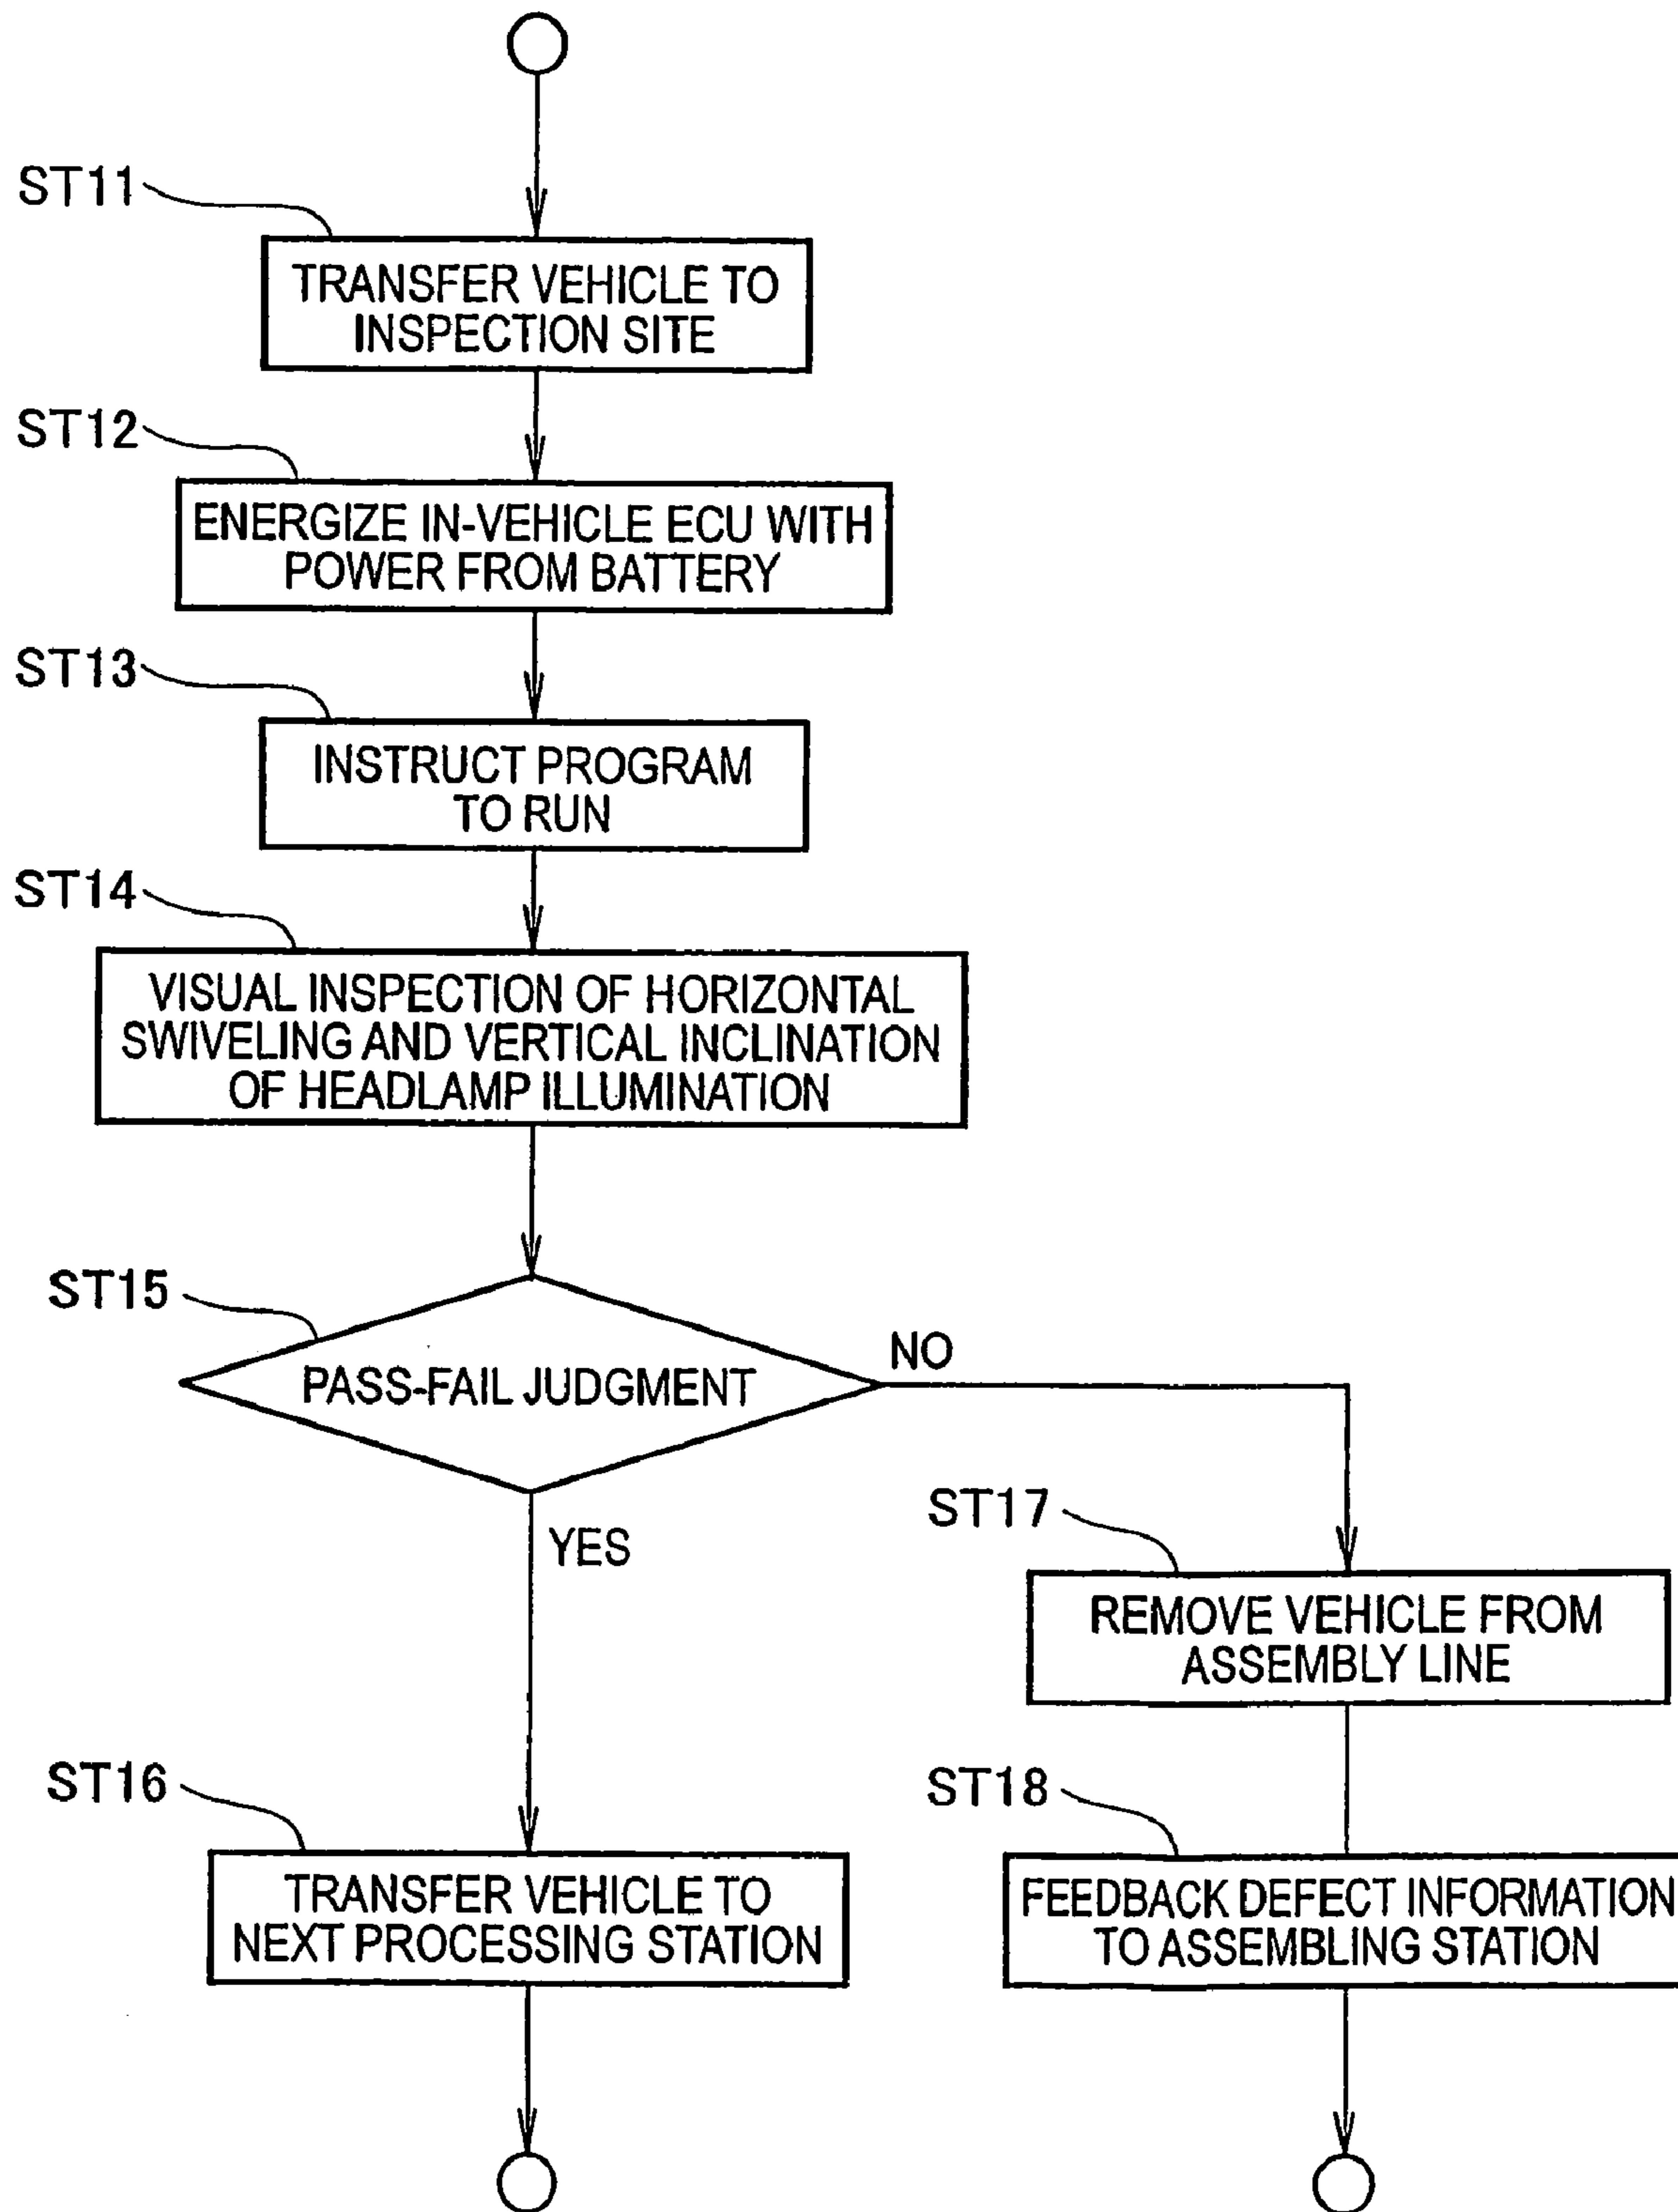 ST11
TRANSFER VEHICLE TO
INSPECTION SITE
ST12
ENERGIZE IN-VEHICLE ECU WITH
POWER FROM BATTERY
ST13
INSTRUCT PROGRAM
TO RUN
ST14
VISUAL INSPECTION OF HORIZONTAL
SWIVELING AND VERTICAL INCLINATION
OF HEADLAMP ILLUMINATION
ST15
PASS-FAIL JUDGMENT
NO
YES
ST17
REMOVE VEHICLE FROM
ASSEMBLY LINE
ST16
TRANSFER VEHICLE TO
NEXT PROCESSING STATION
ST18
FEEDBACK DEFECT INFORMATION
TO ASSEMBLING STATION